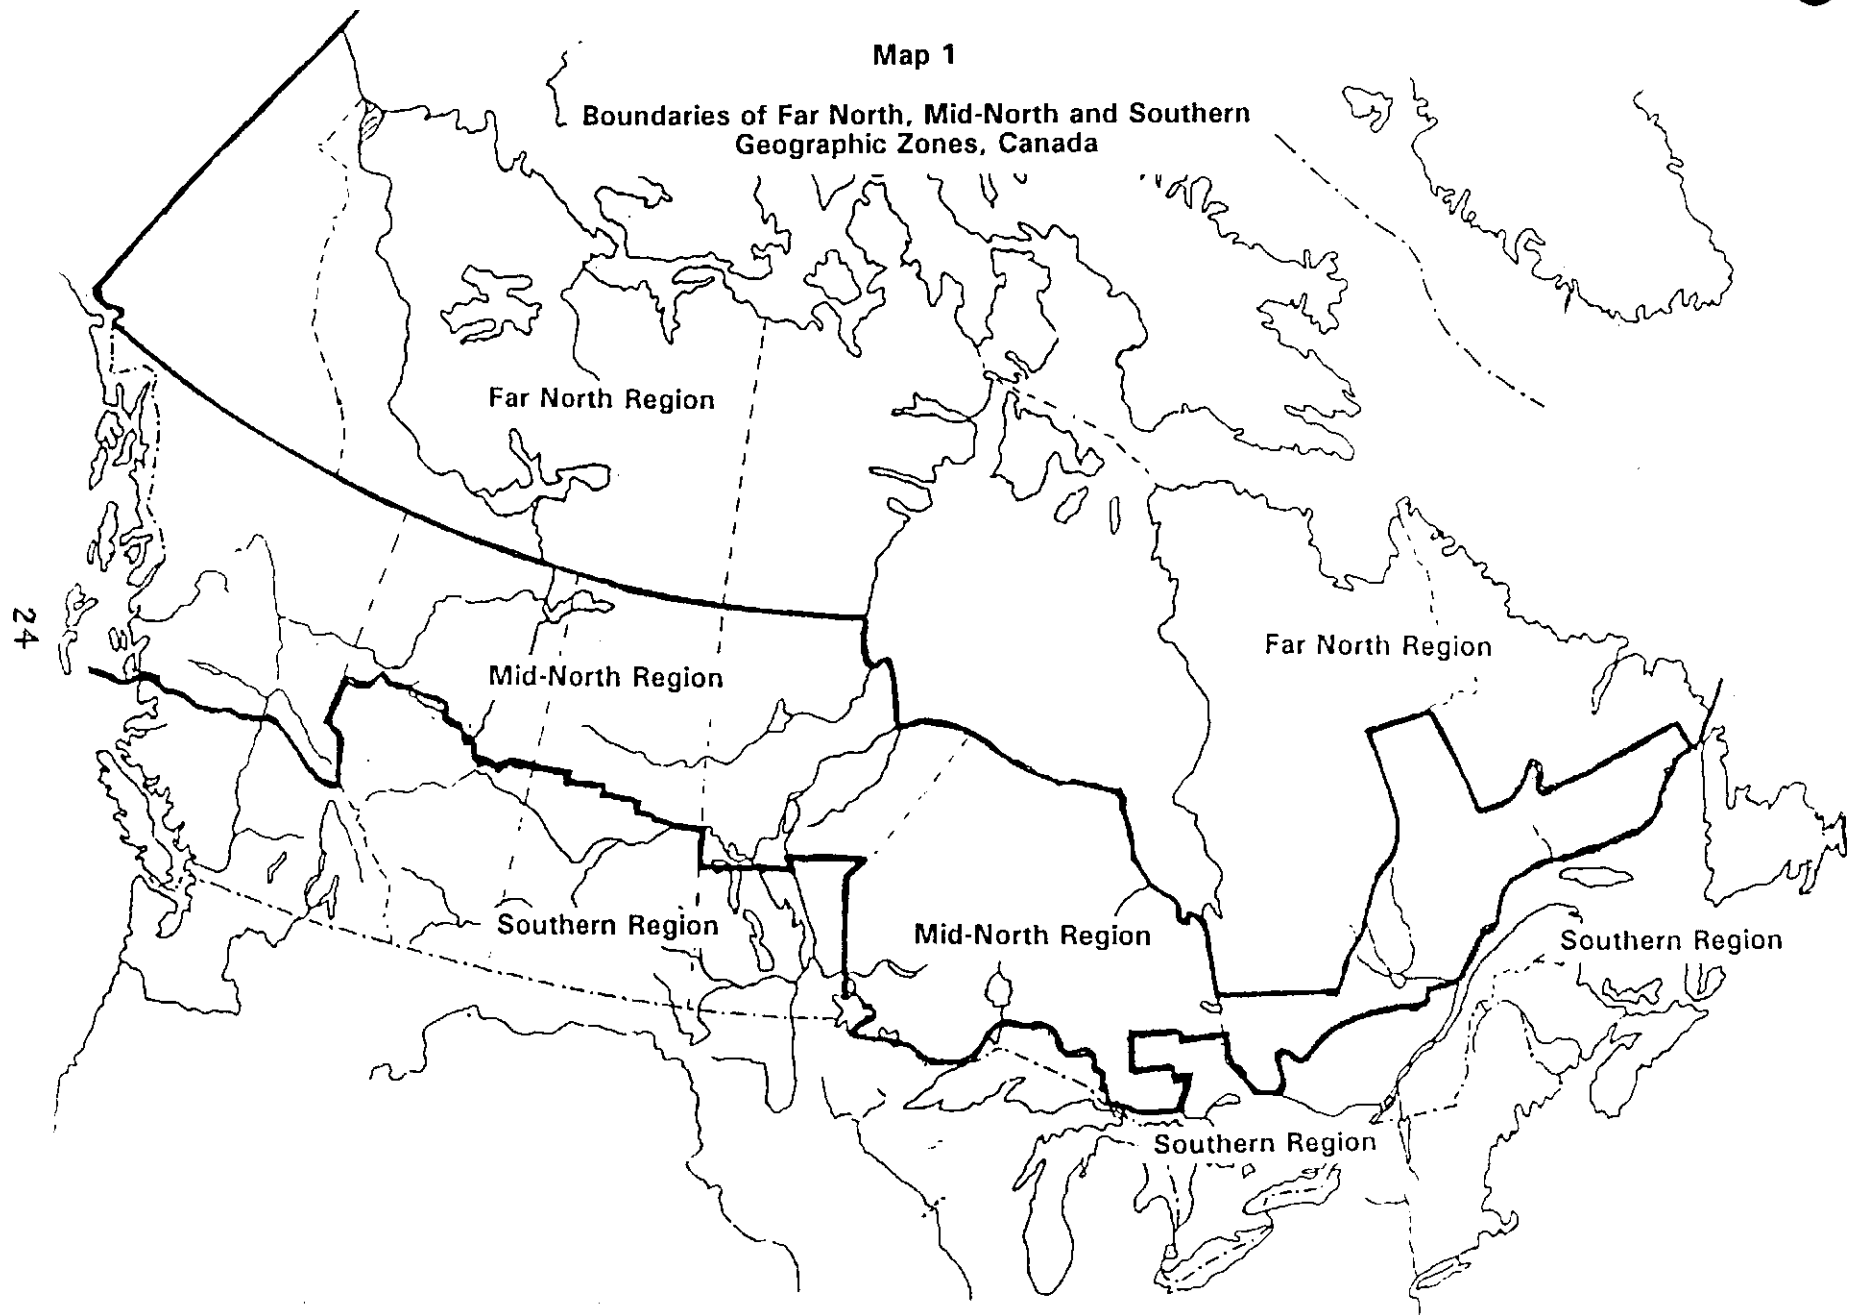 Map 1
Boundaries of Far North, Mid-North and Southern
Geographic Zones, Canada
Far North Region
Far North Region
Mid-North Region
Southern Region
Mid-North Region
Southern Region
Southern Region
24